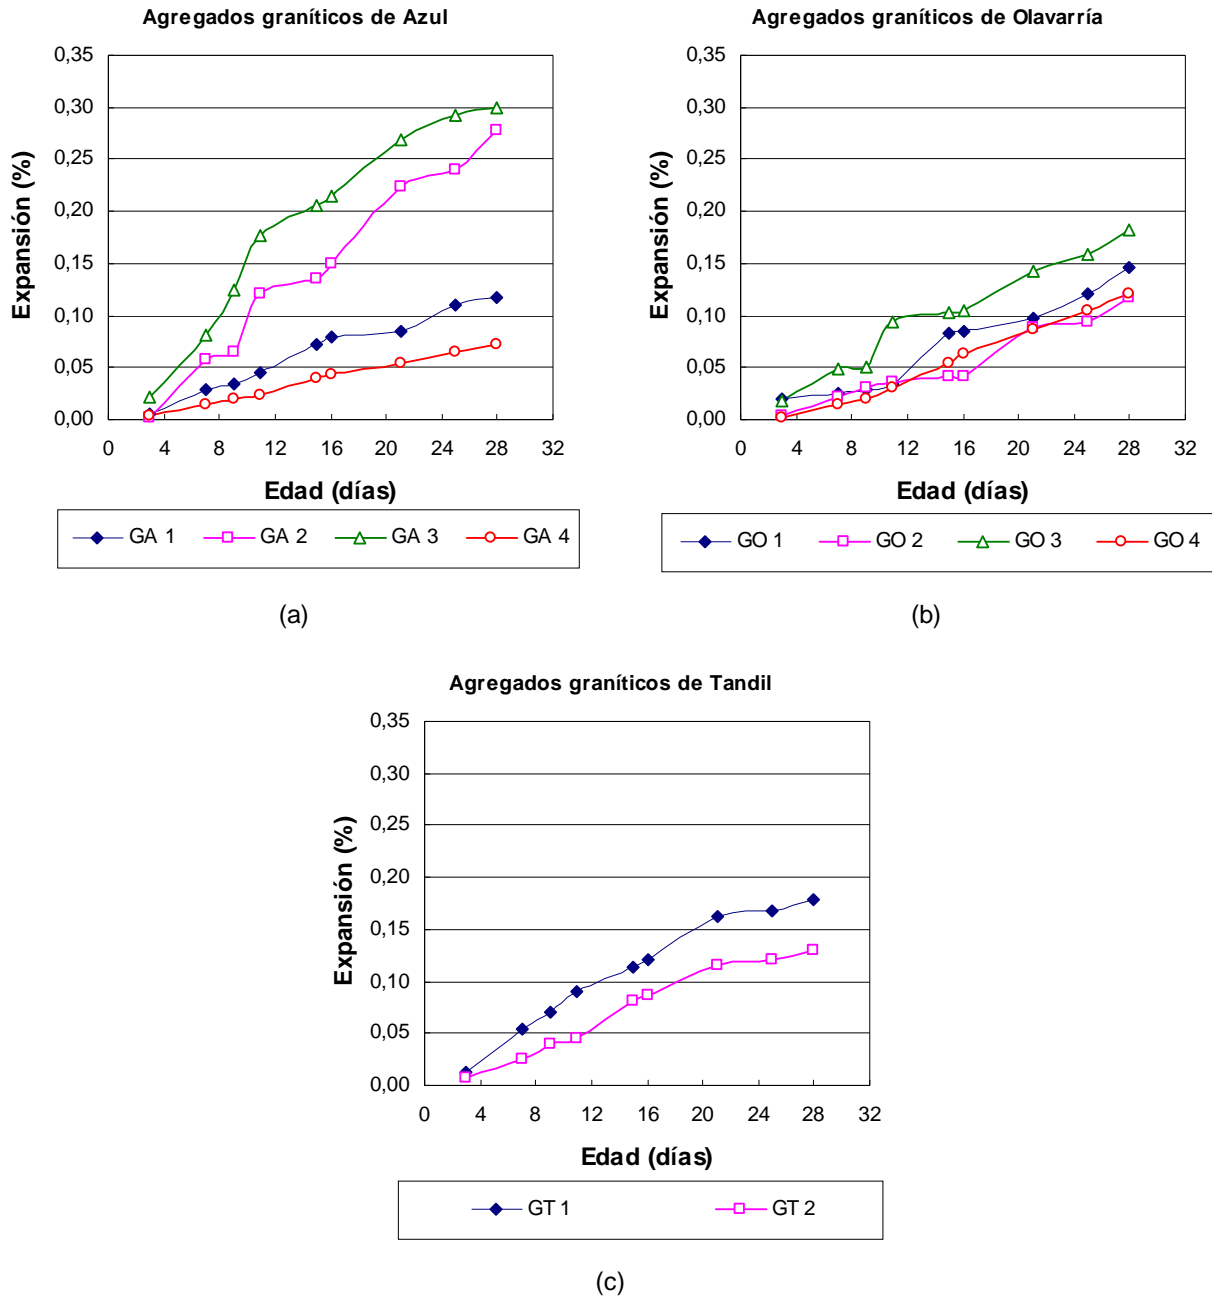 Agregados graníticos de Azul
0,35
0,30
0,25
0,20
0,15
0,10
0,05
0,00
Expansión (%)
0 4 8 12 16 20 24 28 32
Edad (días)
GA 1 GA 2 GA 3 GA 4
(a)
Agregados graníticos de Olavarría
0,35
0,30
0,25
0,20
0,15
0,10
0,05
0,00
Expansión (%)
0 4 8 12 16 20 24 28 32
Edad (días)
GO 1 GO 2 GO 3 GO 4
(b)
Agregados graníticos de Tandil
0,35
0,30
0,25
0,20
0,15
0,10
0,05
0,00
Expansión (%)
0 4 8 12 16 20 24 28 32
Edad (días)
GT 1 GT 2
(c)